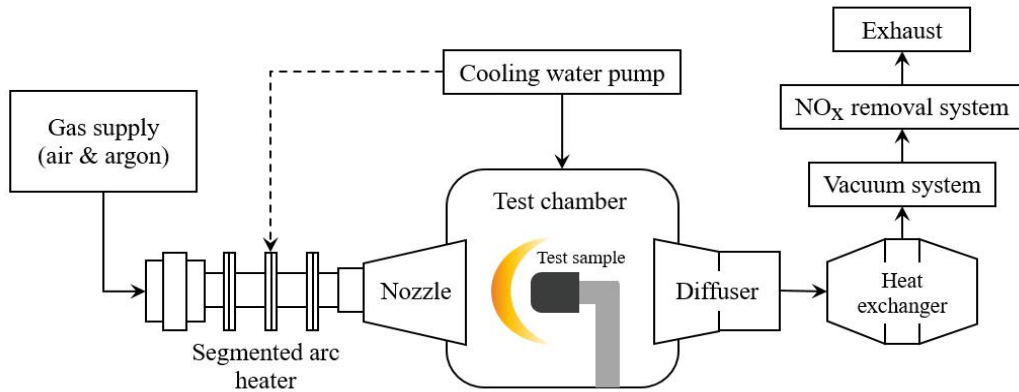 Exhaust
Cooling water pump
NOX removal system
Gas supply
(air & argon)
Vacuum system
Test chamber
Test sample
Nozzle
Diffuser
Heat
exchanger
Segmented arc
heater